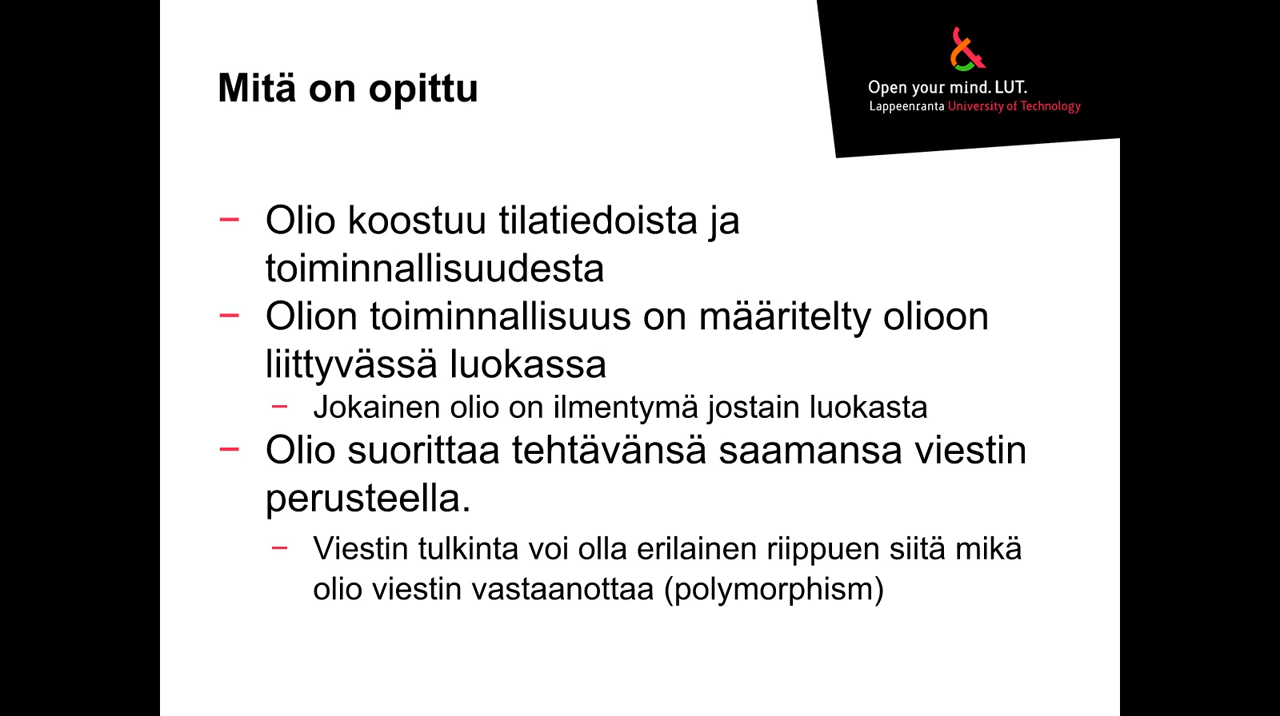 Mitä on opittu
Open your mind. LUT.
Lappeenranta University of Technology
− Olio koostuu tilatiedoista ja
toiminnallisuudesta
− Olion toiminnallisuus on määritelty olioon
liittyvässä luokassa
− Jokainen olio on ilmentymä jostain luokasta
− Olio suorittaa tehtävänsä saamansa viestin
perusteella.
− Viestin tulkinta voi olla erilainen riippuen siitä mikä
olio viestin vastaanottaa (polymorphism)